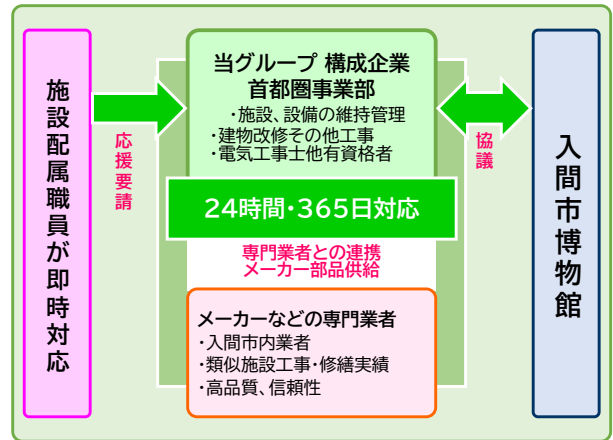 施設配属職員が即時対応
応援要請
当グループ 構成企業
首都圏事業部
・施設、設備の維持管理
・建物改修その他工事
・電気工事士他有資格者
24時間・365日対応
専門業者との連携
メーカー部品供給
メーカーなどの専門業者
・入間市内業者
・類似施設工事・修繕実績
・高品質、信頼性
協議
入間市博物館